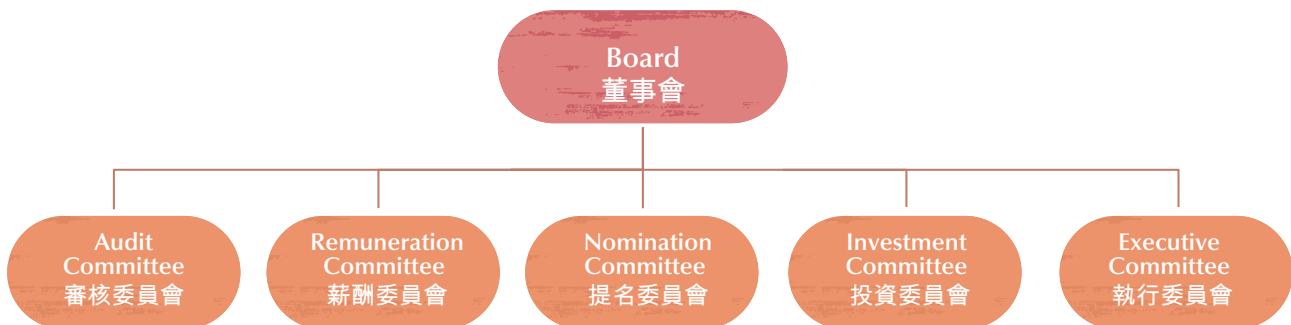 Board
董事會
Audit
Committee
審核委員會
Remuneration
Committee
薪酬委員會
Nomination
Committee
提名委員會
Investment
Committee
投資委員會
Executive
Committee
執行委員會